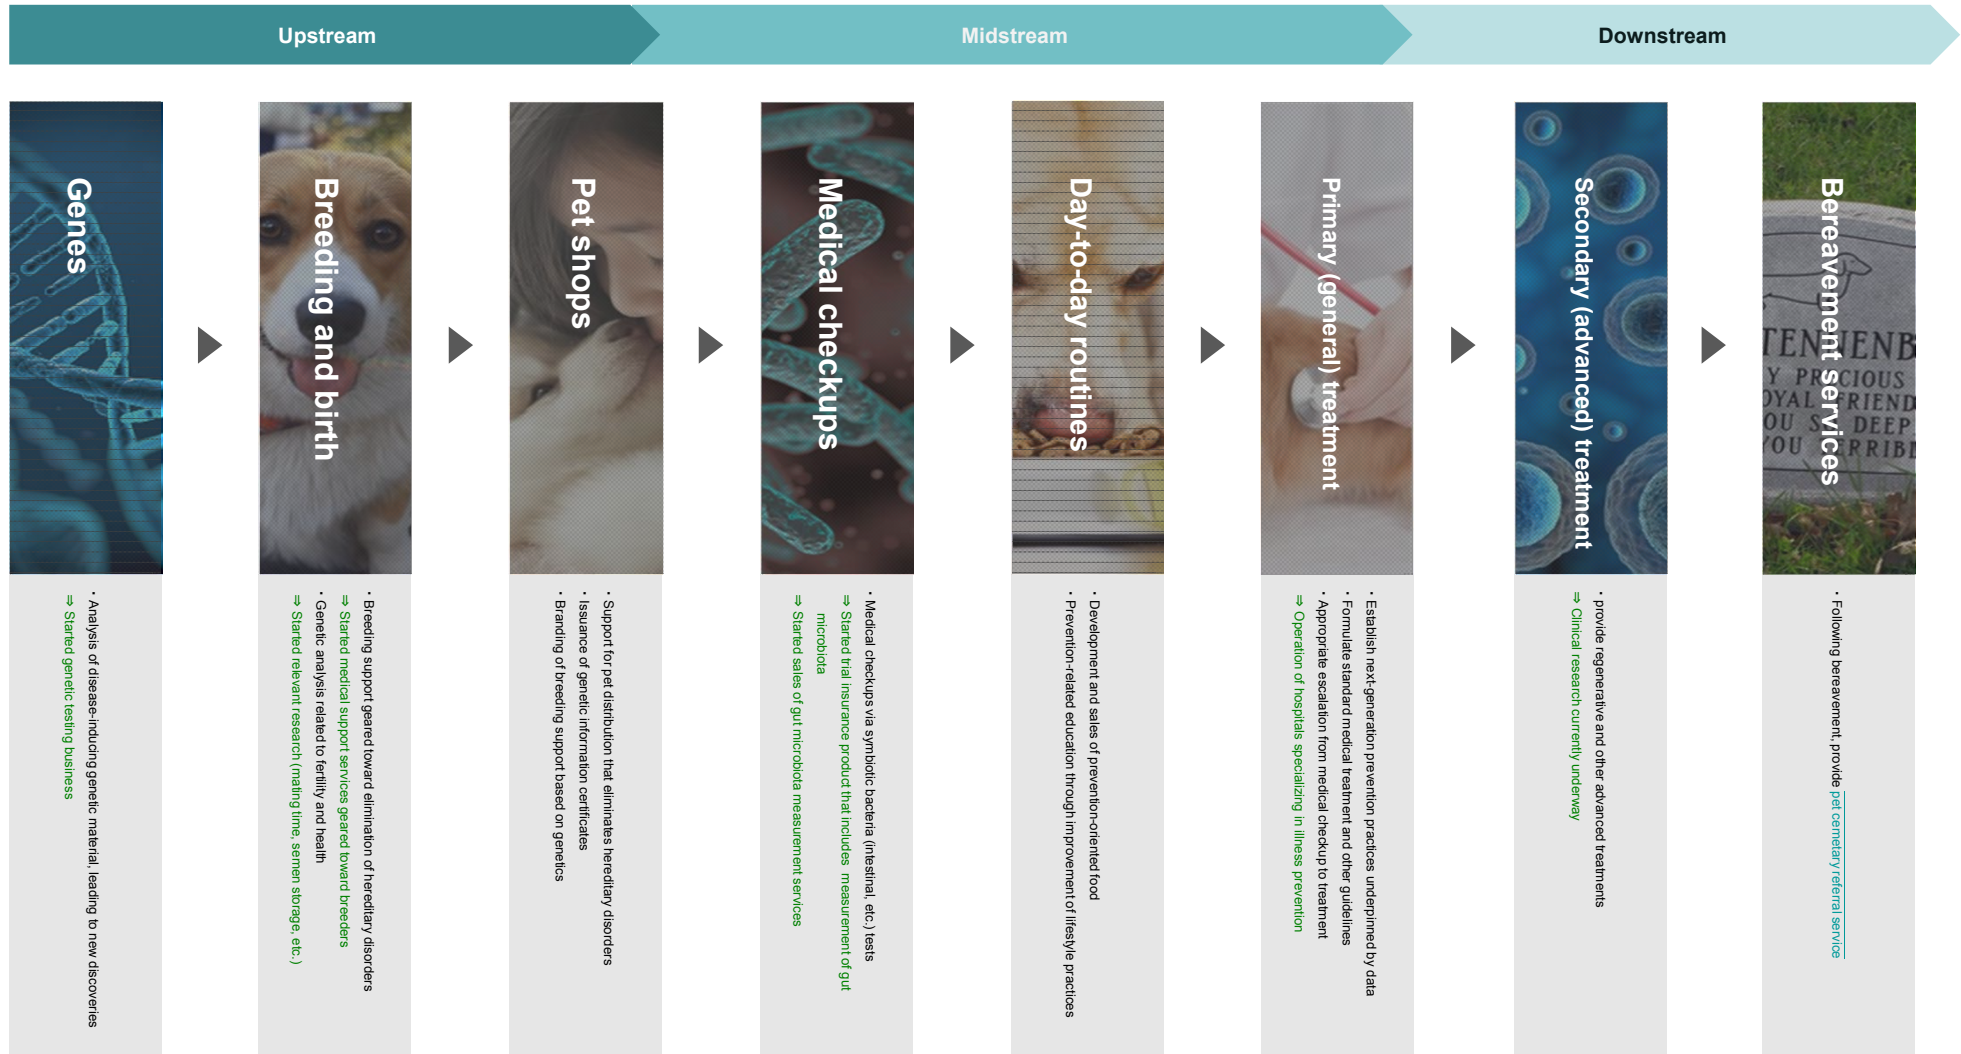 Upstream
Midstream
Downstream
Genes
・Analysis of disease-inducing genetic material, leading to new discoveries
⇒ Started genetic testing business
Breeding and birth
・Breeding support geared toward elimination of hereditary disorders
⇒ Started medical support services geared toward breeders
・Genetic analysis related to fertility and health
⇒ Started relevant research (mating time, semen storage, etc.)
Pet shops
・Support for pet distribution that eliminates hereditary disorders
・Issuance of genetic information certificates
・Branding of breeding support based on genetics
Medical checkups
・Medical checkups via symbiotic bacteria (intestinal, etc.) tests
⇒ Started trial insurance product that includes measurement of gut
microbiota
⇒ Started sales of gut microbiota measurement services
Day-to-day routines
・Development and sales of prevention-oriented food
・Prevention-related education through improvement of lifestyle practices
Primary (general) treatment
・Establish next-generation prevention practices underpinned by data
・Formulate standard medical treatment and other guidelines
・Appropriate escalation from medical checkup to treatment
⇒ Operation of hospitals specializing in illness prevention
Secondary (advanced) treatment
・provide regenerative and other advanced treatments
⇒ Clinical research currently underway
Bereavement services
PRECIOUS
FRIEND
DEEP
YOU
・Following bereavement, provide pet cemetary referral service